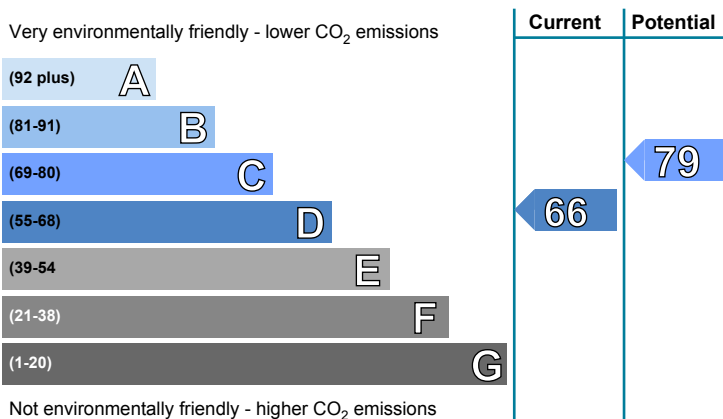 Current Potential
Very environmentally friendly - lower CO2 emissions
(92 plus) A
(81-91) B
(69-80) C
79
(55-68) D
66
(39-54 E
(21-38) F
(1-20) G
Not environmentally friendly - higher CO2 emissions